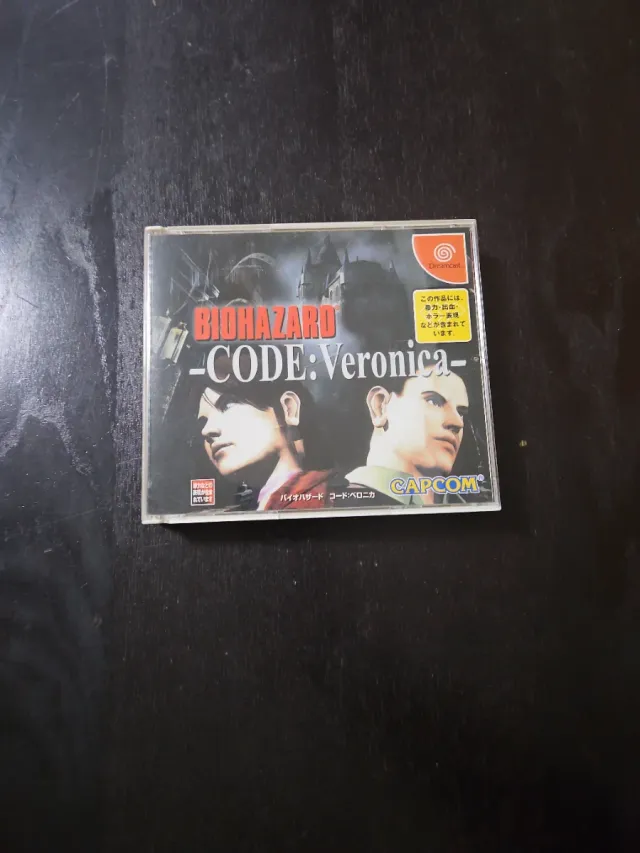 Dreamcast
この作品には、
暴力・出血・
ホラー表現
などが含まれて
います。
BIOHAZARD
-CODE:Veronica-
CAPCOM®
バイオハザード コード:ベロニカ